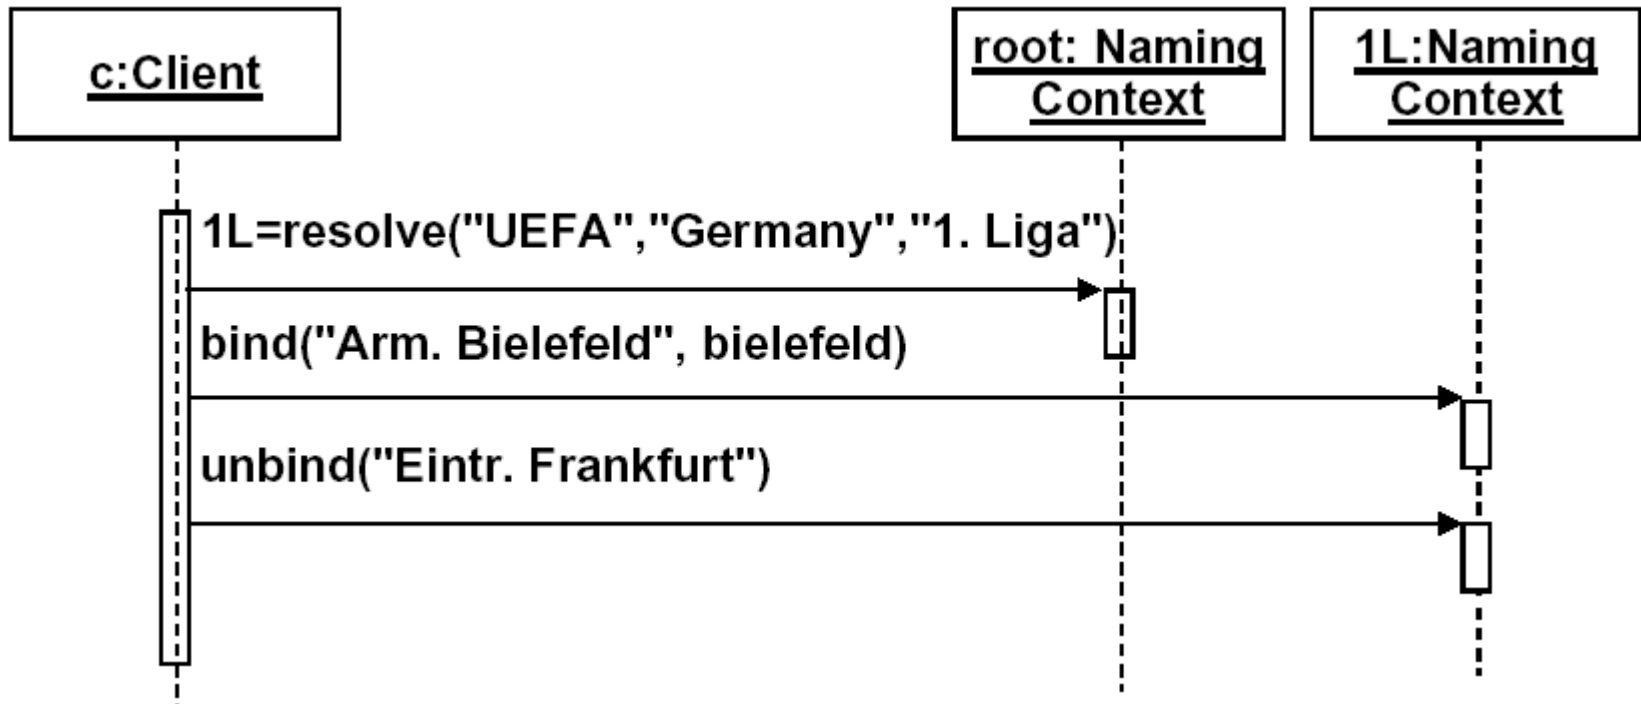 c:Client
root: Naming
Context
1L:Naming
Context
1L=resolve("UEFA","Germany","1. Liga")
bind("Arm. Bielefeld", bielefeld)
unbind("Eintr. Frankfurt")